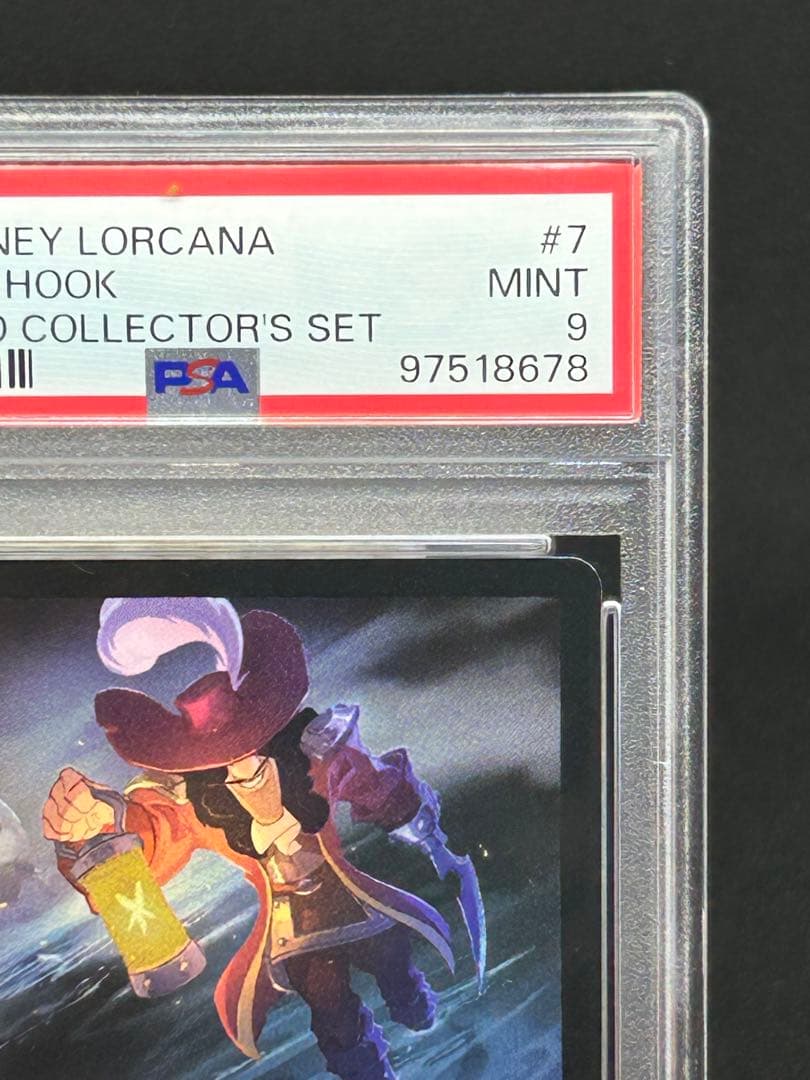 NEY LORCANA #7
HOOK MINT
COLLECTOR'S SET 9
PSA 97518678